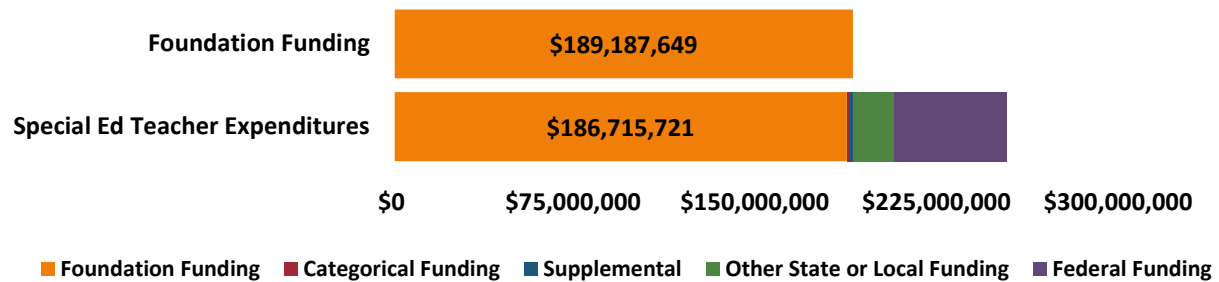 Foundation Funding
$189,187,649
Special Ed Teacher Expenditures
$186,715,721
$0 $75,000,000 $150,000,000 $225,000,000 $300,000,000
Foundation Funding Categorical Funding Supplemental Other State or Local Funding Federal Funding